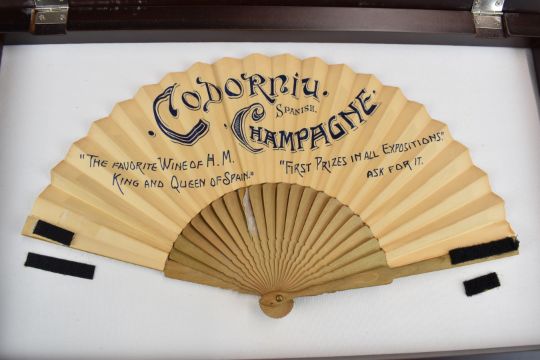 CODORNIU.
SPANISH.
CHAMPAGNE.
"THE FAVORITE WINE OF H. M.
KING AND QUEEN OF SPAIN."
"FIRST PRIZES IN ALL EXPOSITIONS."
ASK FOR IT.